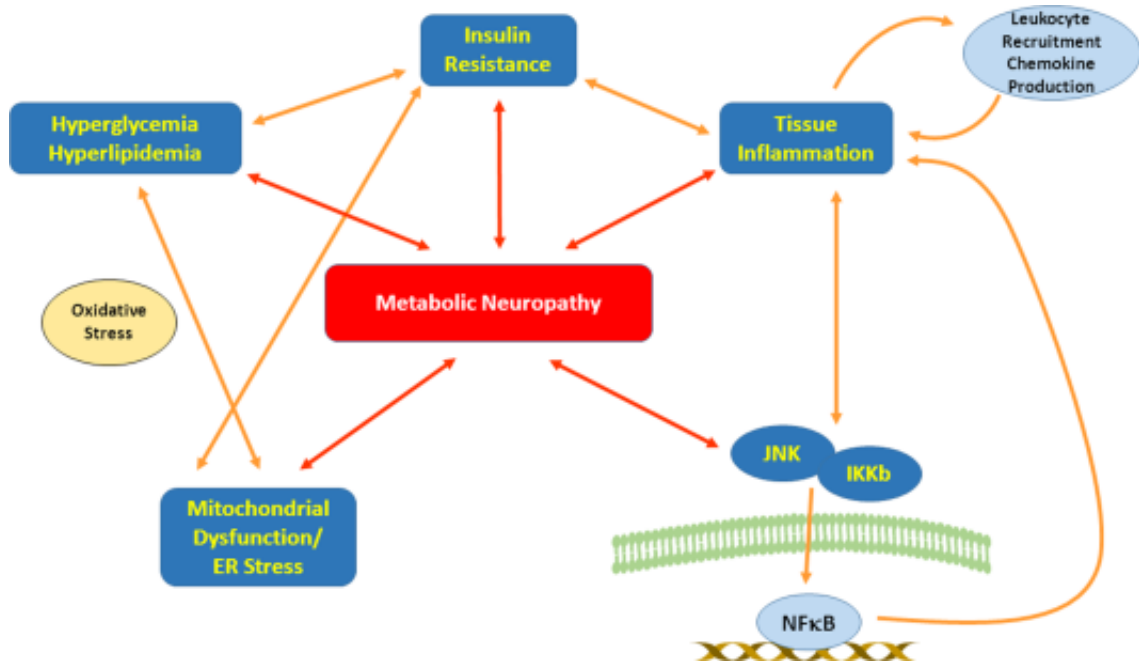 Insulin
Resistance
Leukocyte
Recruitment
Chemokine
Production
Hyperglycemia
Hyperlipidemia
Tissue
Inflammation
Metabolic Neuropathy
Oxidative
Stress
JNK
IKKb
Mitochondrial
Dysfunction/
ER Stress
NFκB